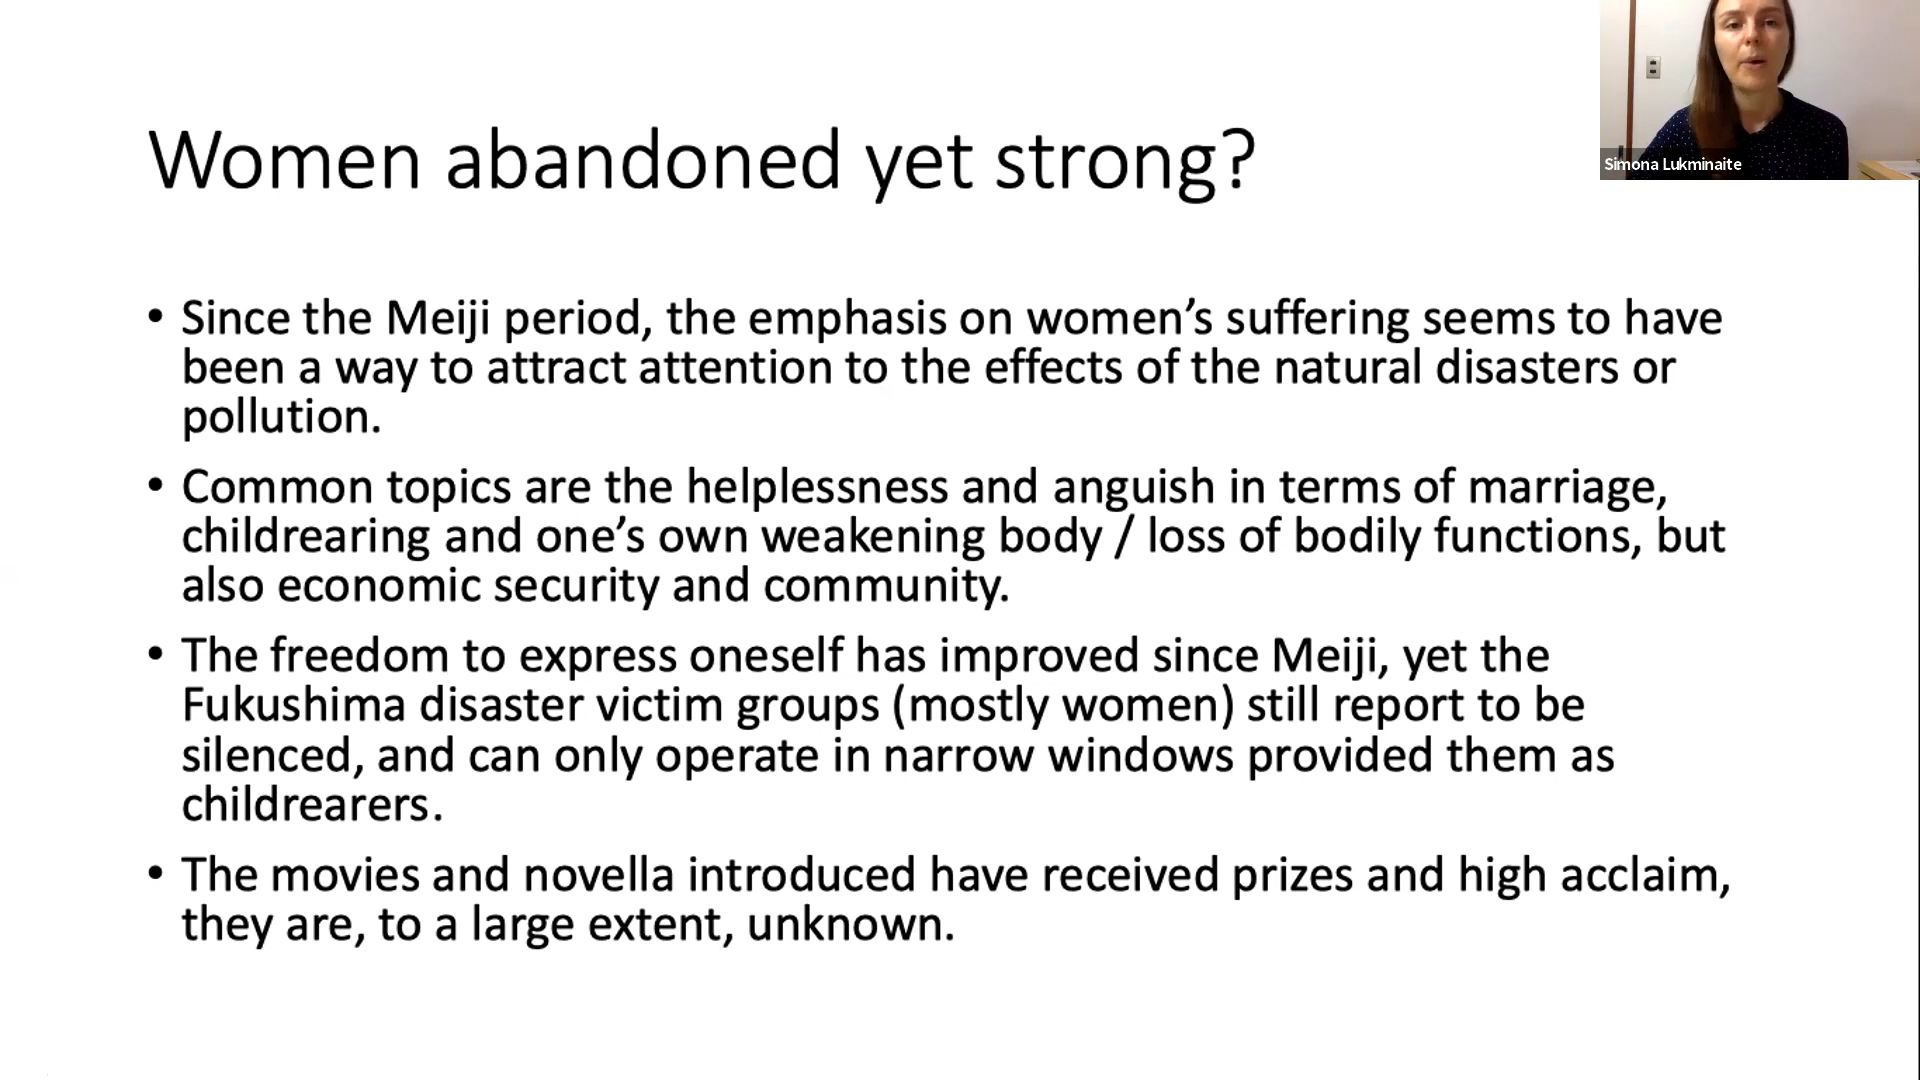 Simona Lukminaite
Women abandoned yet strong?
• Since the Meiji period, the emphasis on women’s suffering seems to have
been a way to attract attention to the effects of the natural disasters or
pollution.
• Common topics are the helplessness and anguish in terms of marriage,
childrearing and one’s own weakening body / loss of bodily functions, but
also economic security and community.
• The freedom to express oneself has improved since Meiji, yet the
Fukushima disaster victim groups (mostly women) still report to be
silenced, and can only operate in narrow windows provided them as
childrearers.
• The movies and novella introduced have received prizes and high acclaim,
they are, to a large extent, unknown.